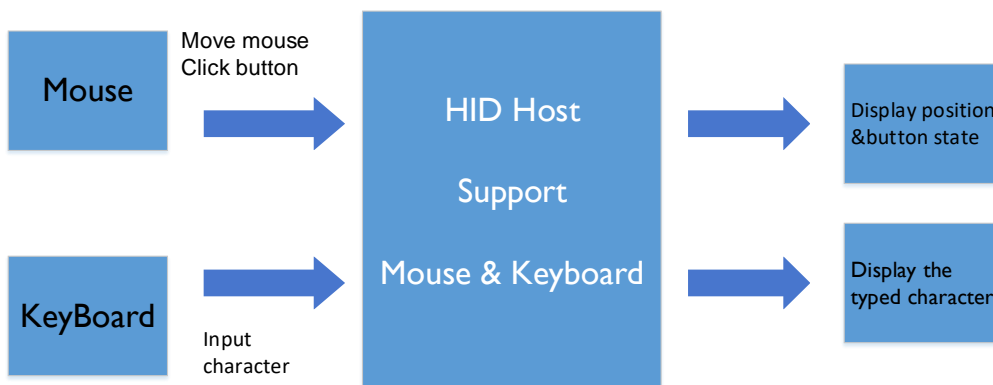 Mouse
Move mouse
Click button
HID Host
Support
Mouse & Keyboard
Display position
&button state
KeyBoard
Input
character
Display the
typed character